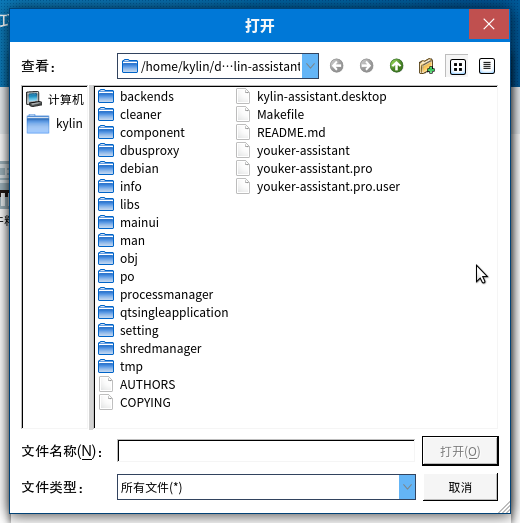 打开
查看:
/home/kylin/d···lin-assistant
计算机
kylin
backends
cleaner
component
dbusproxy
debian
info
libs
mainui
man
obj
po
processmanager
qtsingleapplication
setting
shredmanager
tmp
AUTHORS
COPYING
kylin-assistant.desktop
Makefile
README.md
youker-assistant
youker-assistant.pro
youker-assistant.pro.user
文件名称(N):
打开(O)
文件类型:
所有文件(*)
取消